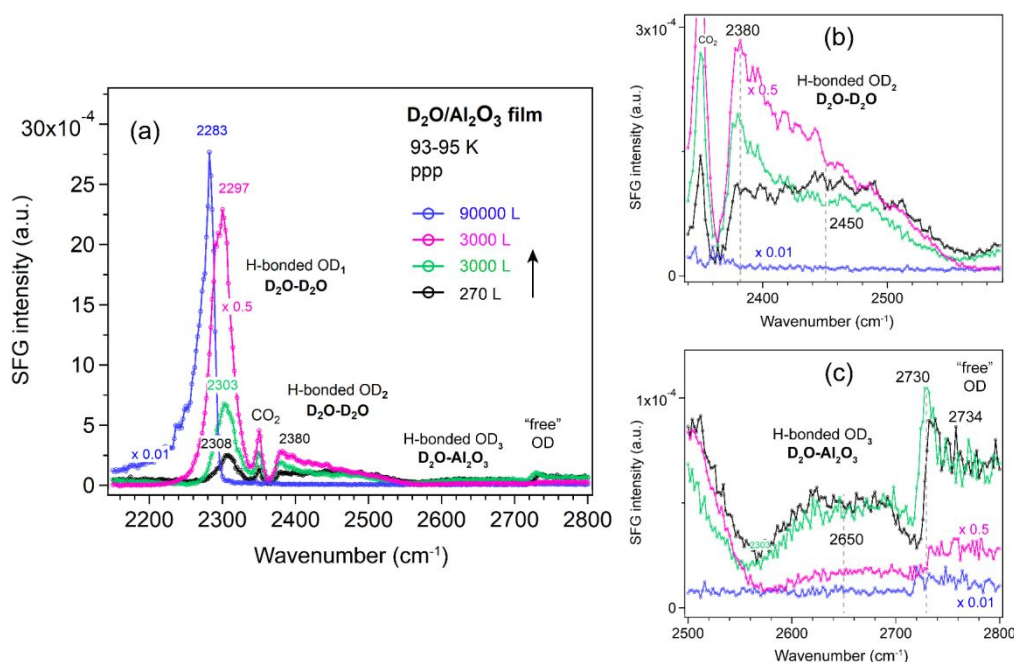 (a)
D₂O/Al₂O₃ film
93-95 K
ppp
90000 L
3000 L
3000 L
270 L
2283
2297
H-bonded OD₁
D₂O-D₂O
x 0.5
2303
2308
x 0.01
CO₂
H-bonded OD₂
D₂O-D₂O
2380
H-bonded OD₃
D₂O-Al₂O₃
"free"
OD
30x10⁻⁴
25
20
15
10
5
0
SFG intensity (a.u.)
2200
2300
2400
2500
2600
2700
2800
Wavenumber (cm⁻¹)
(b)
3x10⁻⁴
0
SFG intensity (a.u.)
CO₂
2380
x 0.5
H-bonded OD₂
D₂O-D₂O
2450
x 0.01
2400
2500
Wavenumber (cm⁻¹)
(c)
1x10⁻⁴
0
SFG intensity (a.u.)
H-bonded OD₃
D₂O-Al₂O₃
2730
"free"
OD
2734
2303
2650
x 0.5
x 0.01
2500
2600
2700
2800
Wavenumber (cm⁻¹)